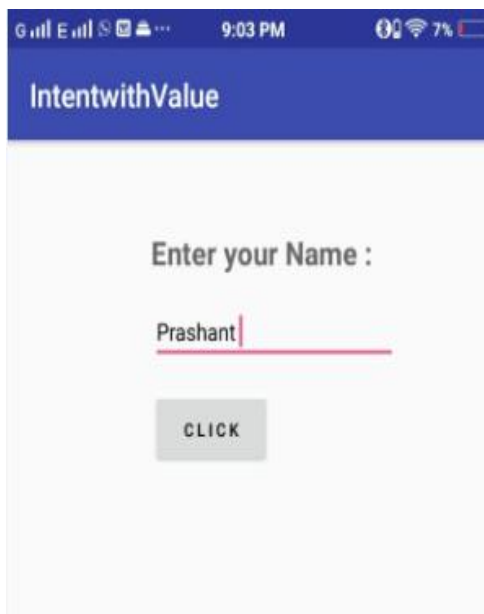 G E 9:03 PM 7%
IntentwithValue
Enter your Name :
Prashant
CLICK